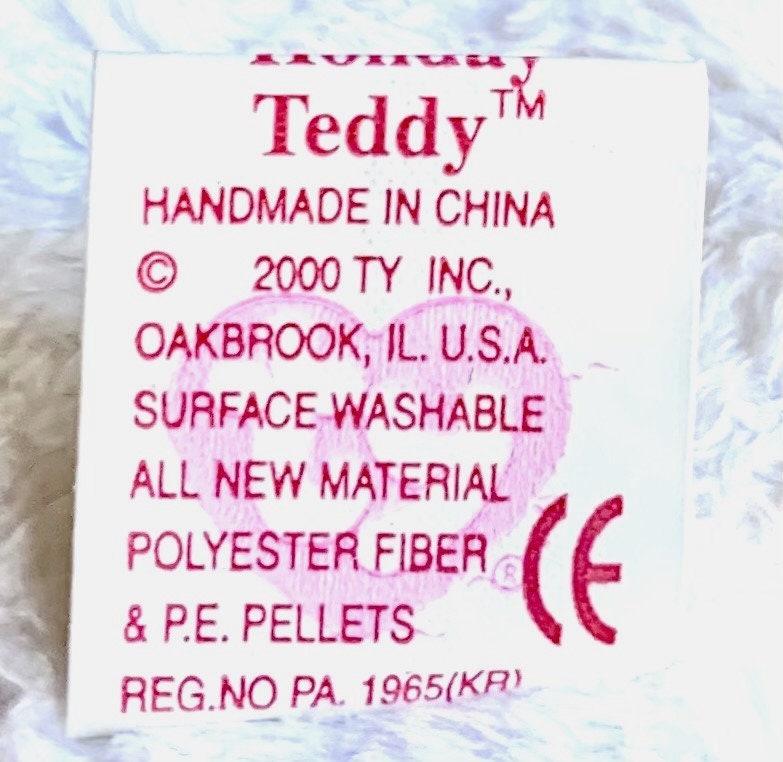 Holiday
Teddy™
HANDMADE IN CHINA
© 2000 TY INC.,
OAKBROOK, IL. U.S.A.
SURFACE WASHABLE
ALL NEW MATERIAL
POLYESTER FIBER ®
& P.E. PELLETS CE
REG.NO PA. 1965(KR)